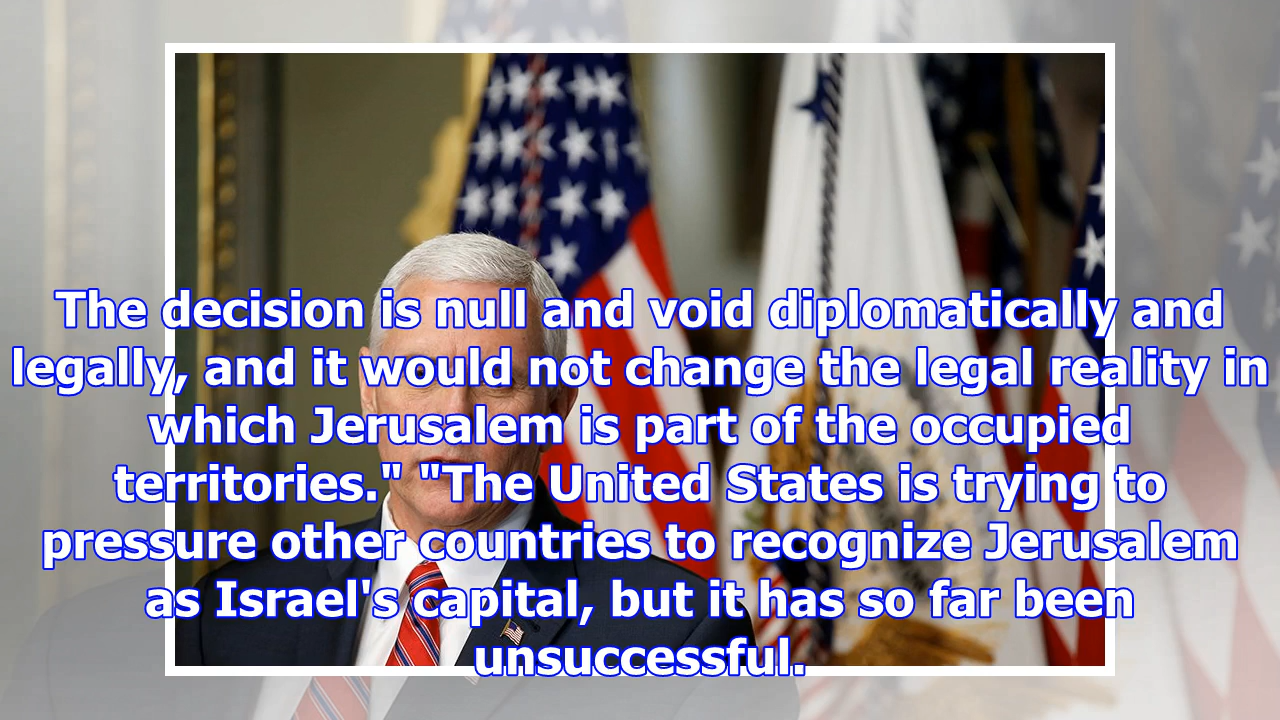 The decision is null and void diplomatically and
legally, and it would not change the legal reality in
which Jerusalem is part of the occupied
territories." "The United States is trying to
pressure other countries to recognize Jerusalem
as Israel's capital, but it has so far been
unsuccessful.